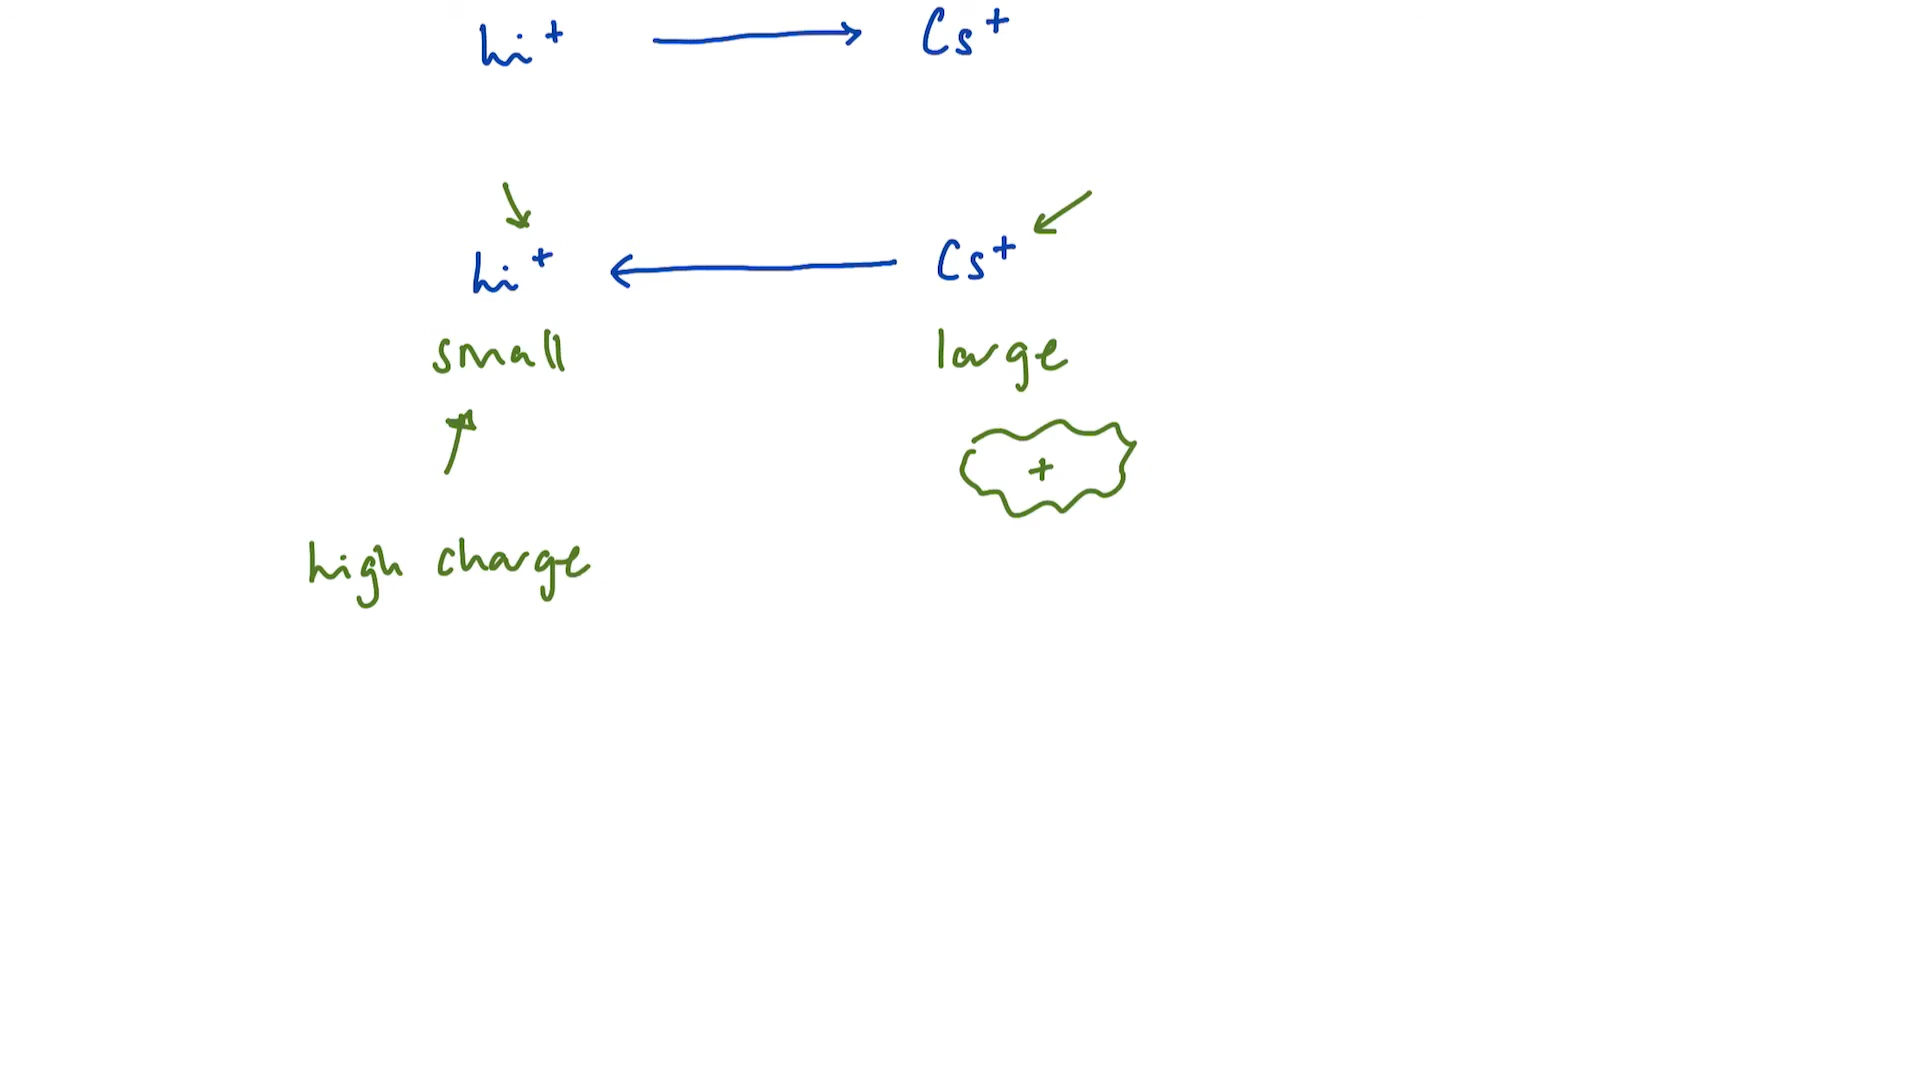 Li⁺ → Cs⁺
Li⁺ ← Cs⁺
small large
+
high charge